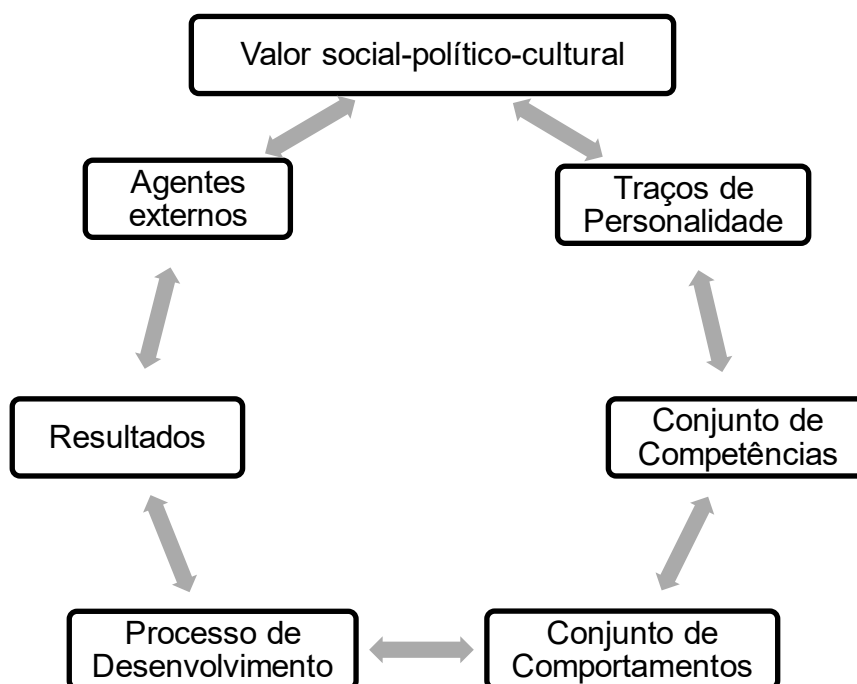 Valor social-político-cultural
Agentes
externos
Traços de
Personalidade
Resultados
Conjunto de
Competências
Processo de
Desenvolvimento
Conjunto de
Comportamentos